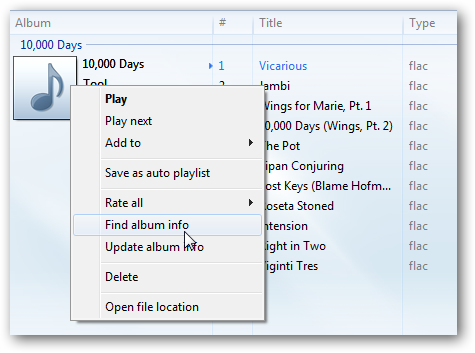 Album # Title Type
10,000 Days
10,000 Days 1 Vicarious flac
Tool 2 Jambi flac
Play
Wings for Marie, Pt. 1 flac
Play next
0,000 Days (Wings, Pt. 2) flac
Add to
The Pot flac
Lipan Conjuring flac
Save as auto playlist
Lost Keys (Blame Hofm... flac
Rate all
Roseta Stoned flac
Find album info
Intension flac
Update album info
Right in Two flac
Delete
Viginti Tres flac
Open file location